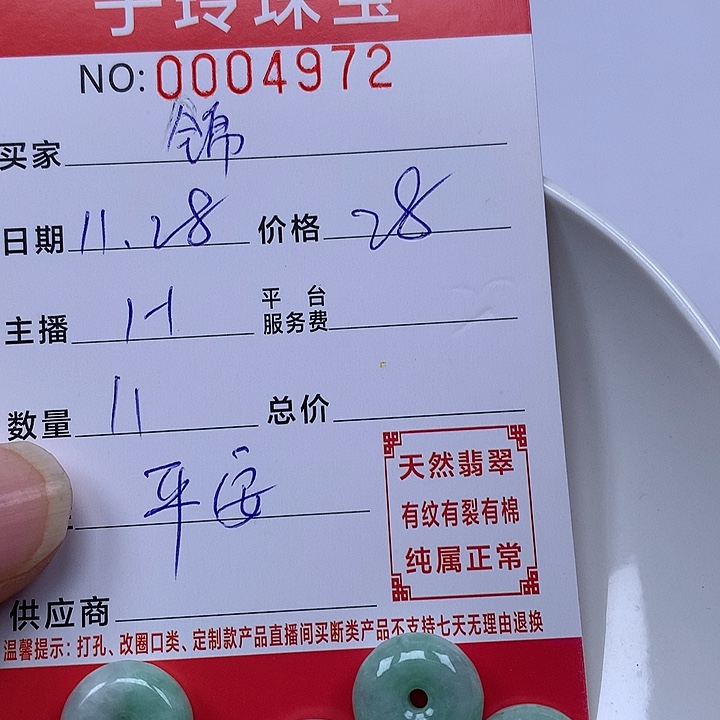 玲珠宝
NO: 0004972
买家 锦
日期 11.28 价格 28
主播 H 平台服务费
数量 11 总价
平安
天然翡翠
有纹有裂有棉
纯属正常
供应商
温馨提示：打孔、改圈口类、定制款产品直播间买断类产品不支持七天无理由退换